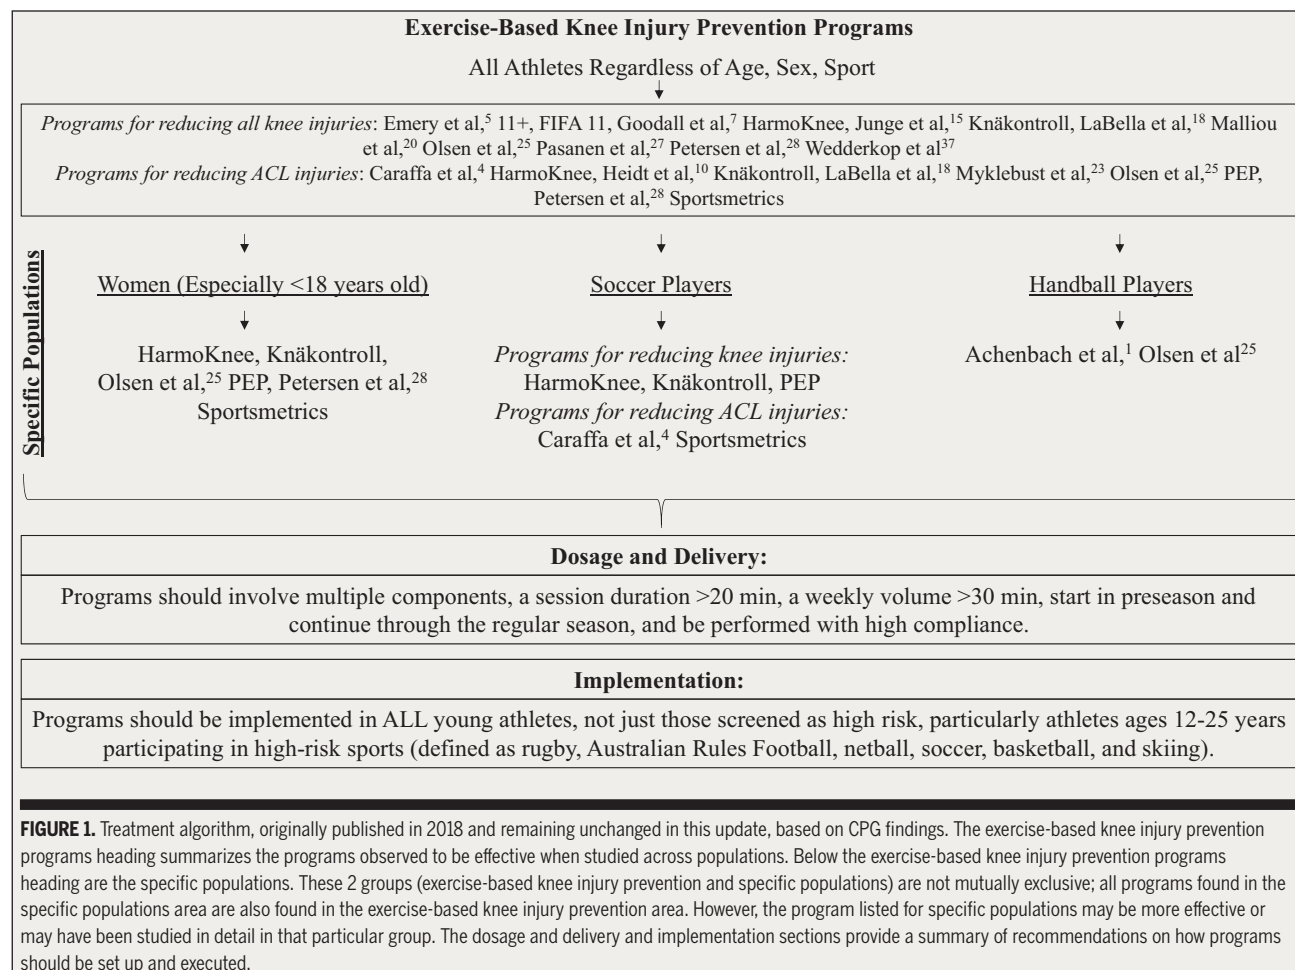 Exercise-Based Knee Injury Prevention Programs
All Athletes Regardless of Age, Sex, Sport
Programs for reducing all knee injuries: Emery et al,5 11+, FIFA 11, Goodall et al,7 HarmoKnee, Junge et al,15 Knäkontroll, LaBella et al,18 Malliou
et al,20 Olsen et al,25 Pasanen et al,27 Petersen et al,28 Wedderkop et al37
Programs for reducing ACL injuries: Caraffa et al,4 HarmoKnee, Heidt et al,10 Knäkontroll, LaBella et al,18 Myklebust et al,23 Olsen et al,25 PEP,
Petersen et al,28 Sportsmetrics
Specific Populations
Women (Especially <18 years old)
HarmoKnee, Knäkontroll,
Olsen et al,25 PEP, Petersen et al,28
Sportsmetrics
Soccer Players
Programs for reducing knee injuries:
HarmoKnee, Knäkontroll, PEP
Programs for reducing ACL injuries:
Caraffa et al,4 Sportsmetrics
Handball Players
Achenbach et al,1 Olsen et al25
Dosage and Delivery:
Programs should involve multiple components, a session duration >20 min, a weekly volume >30 min, start in preseason and
continue through the regular season, and be performed with high compliance.
Implementation:
Programs should be implemented in ALL young athletes, not just those screened as high risk, particularly athletes ages 12-25 years
participating in high-risk sports (defined as rugby, Australian Rules Football, netball, soccer, basketball, and skiing).
FIGURE 1. Treatment algorithm, originally published in 2018 and remaining unchanged in this update, based on CPG findings. The exercise-based knee injury prevention
programs heading summarizes the programs observed to be effective when studied across populations. Below the exercise-based knee injury prevention programs
heading are the specific populations. These 2 groups (exercise-based knee injury prevention and specific populations) are not mutually exclusive; all programs found in the
specific populations area are also found in the exercise-based knee injury prevention area. However, the program listed for specific populations may be more effective or
may have been studied in detail in that particular group. The dosage and delivery and implementation sections provide a summary of recommendations on how programs
should be set up and executed.